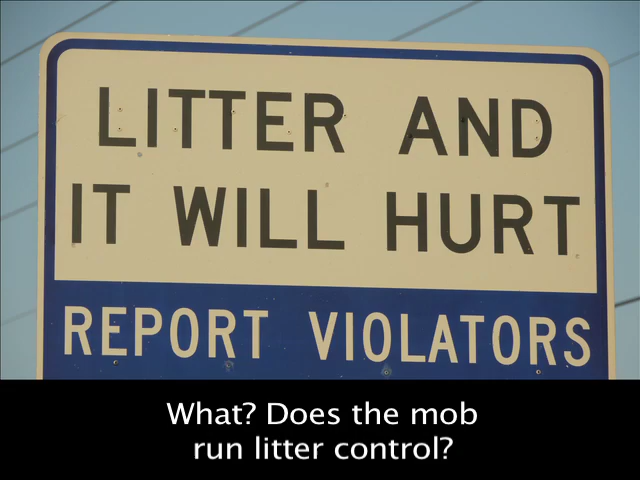 LITTER AND
IT WILL HURT
REPORT VIOLATORS
What? Does the mob
run litter control?